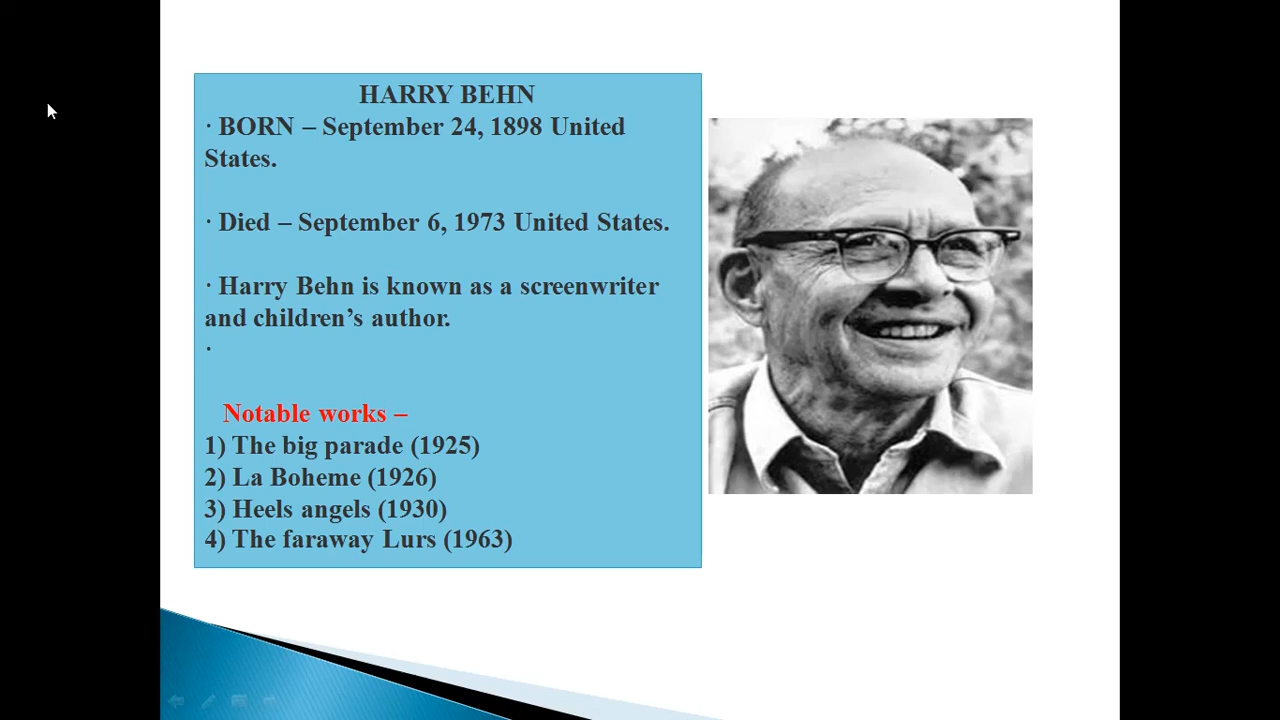 HARRY BEHN
· BORN – September 24, 1898 United
States.
· Died – September 6, 1973 United States.
· Harry Behn is known as a screenwriter
and children’s author.
·
Notable works –
1) The big parade (1925)
2) La Boheme (1926)
3) Heels angels (1930)
4) The faraway Lurs (1963)